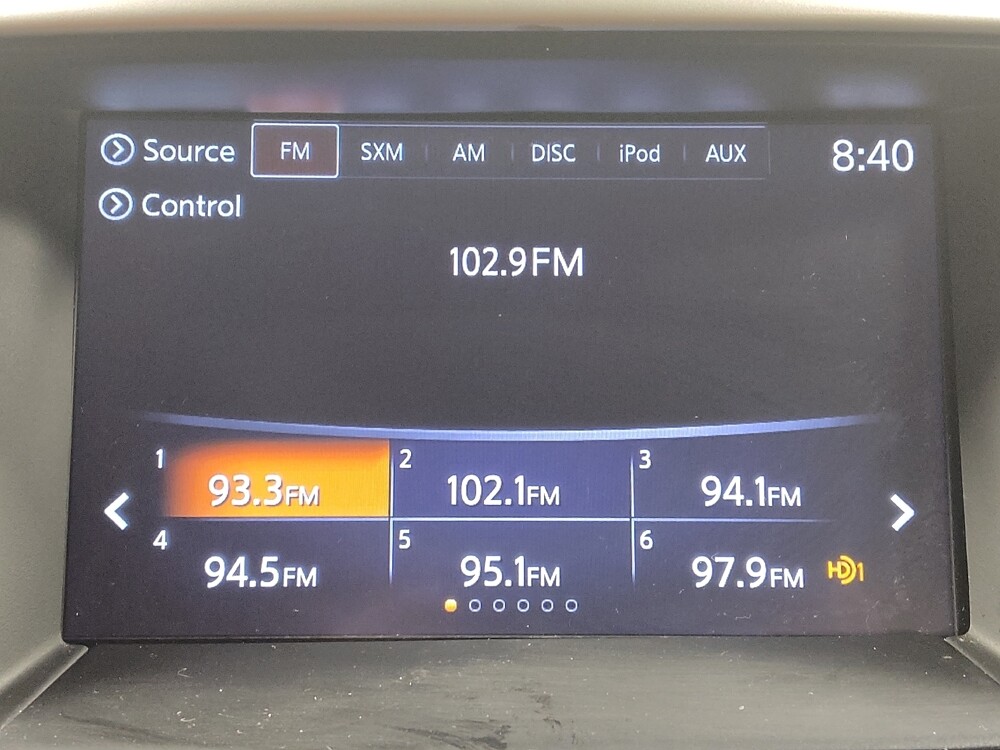 Source FM SXM AM DISC iPod AUX 8:40
Control
102.9FM
1 93.3FM 2 102.1FM 3 94.1FM
4 94.5FM 5 95.1FM 6 97.9FM HD1